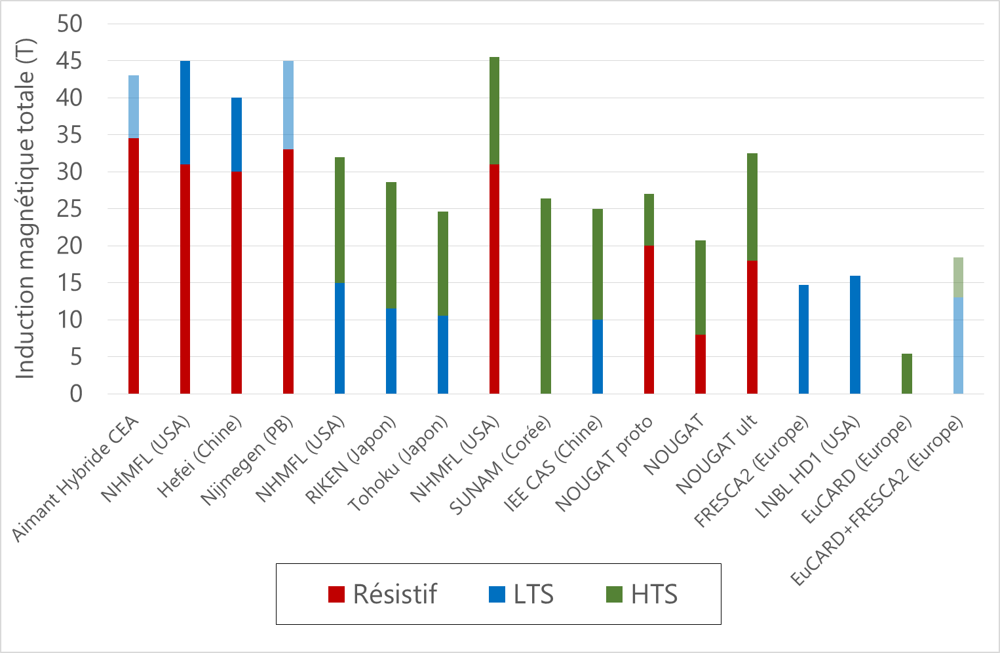 Induction magnétique totale (T)
50
45
40
35
30
25
20
15
10
5
0
Aimant Hybride CEA
NHMFL (USA)
Hefei (Chine)
Nijmegen (PB)
NHMFL (USA)
RIKEN (Japon)
Tohoku (Japon)
NHMFL (USA)
SUNAM (Corée)
IEE CAS (Chine)
NOUGAT proto
NOUGAT
NOUGAT ult
FRESCA2 (Europe)
LNBL HD1 (USA)
EuCARD (Europe)
EuCARD+FRESCA2 (Europe)
Résistif
LTS
HTS